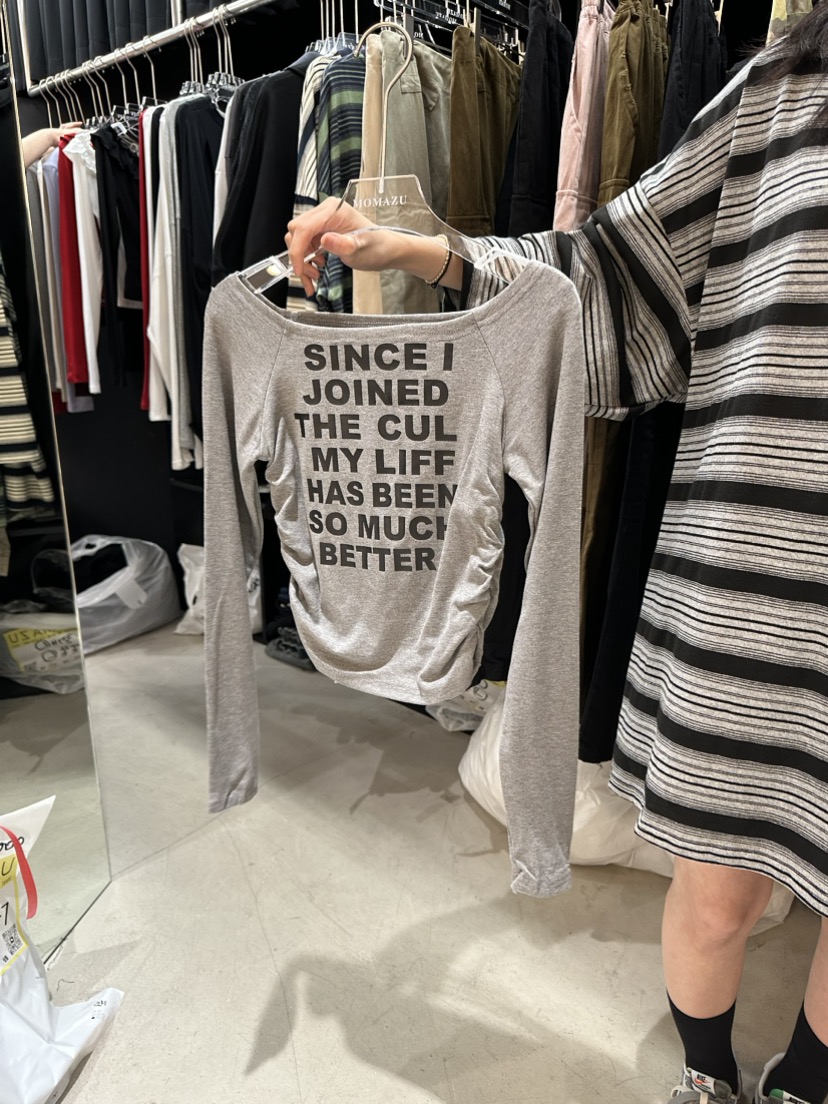 MOMAZU
SINCE I
JOINED
THE CUL
MY LIFF
HAS BEEN
SO MUCH
BETTER